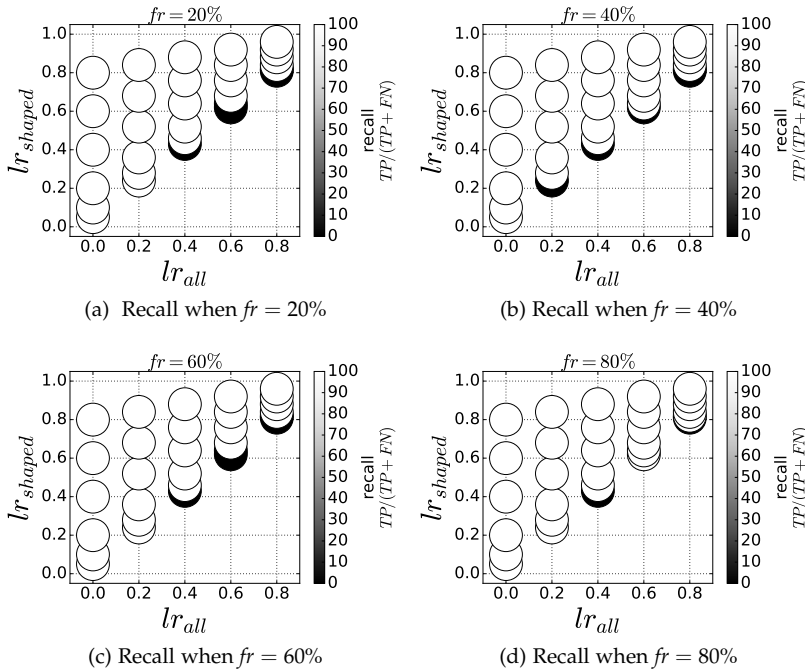 fr = 20%
1.0
0.8
0.6
0.4
0.2
0.0
lr_shaped
0.0 0.2 0.4 0.6 0.8
lr_all
100
90
80
70
60
50
40
30
20
10
0
recall
TP/(TP + FN)
(a) Recall when fr = 20%
fr = 40%
1.0
0.8
0.6
0.4
0.2
0.0
lr_shaped
0.0 0.2 0.4 0.6 0.8
lr_all
100
90
80
70
60
50
40
30
20
10
0
recall
TP/(TP + FN)
(b) Recall when fr = 40%
fr = 60%
1.0
0.8
0.6
0.4
0.2
0.0
lr_shaped
0.0 0.2 0.4 0.6 0.8
lr_all
100
90
80
70
60
50
40
30
20
10
0
recall
TP/(TP + FN)
(c) Recall when fr = 60%
fr = 80%
1.0
0.8
0.6
0.4
0.2
0.0
lr_shaped
0.0 0.2 0.4 0.6 0.8
lr_all
100
90
80
70
60
50
40
30
20
10
0
recall
TP/(TP + FN)
(d) Recall when fr = 80%